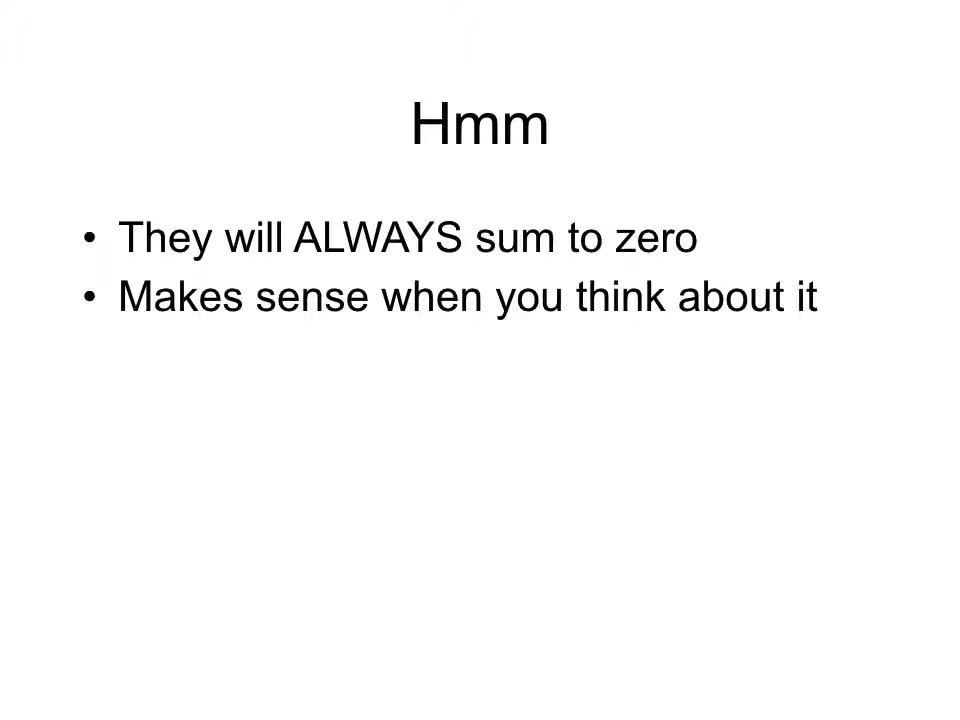 Hmm
• They will ALWAYS sum to zero
• Makes sense when you think about it